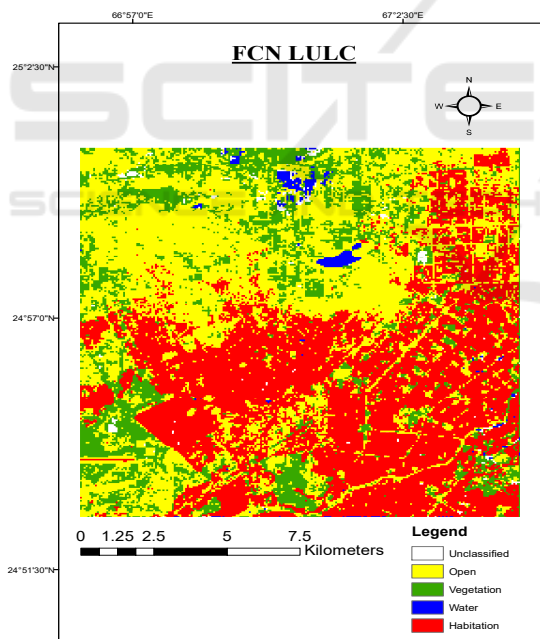 66°57'0"E 67°2'30"E
25°2'30"N
FCN LULC
N
W E
S
24°57'0"N
0 1.25 2.5 5 7.5
Kilometers
24°51'30"N
Legend
Unclassified
Open
Vegetation
Water
Habitation